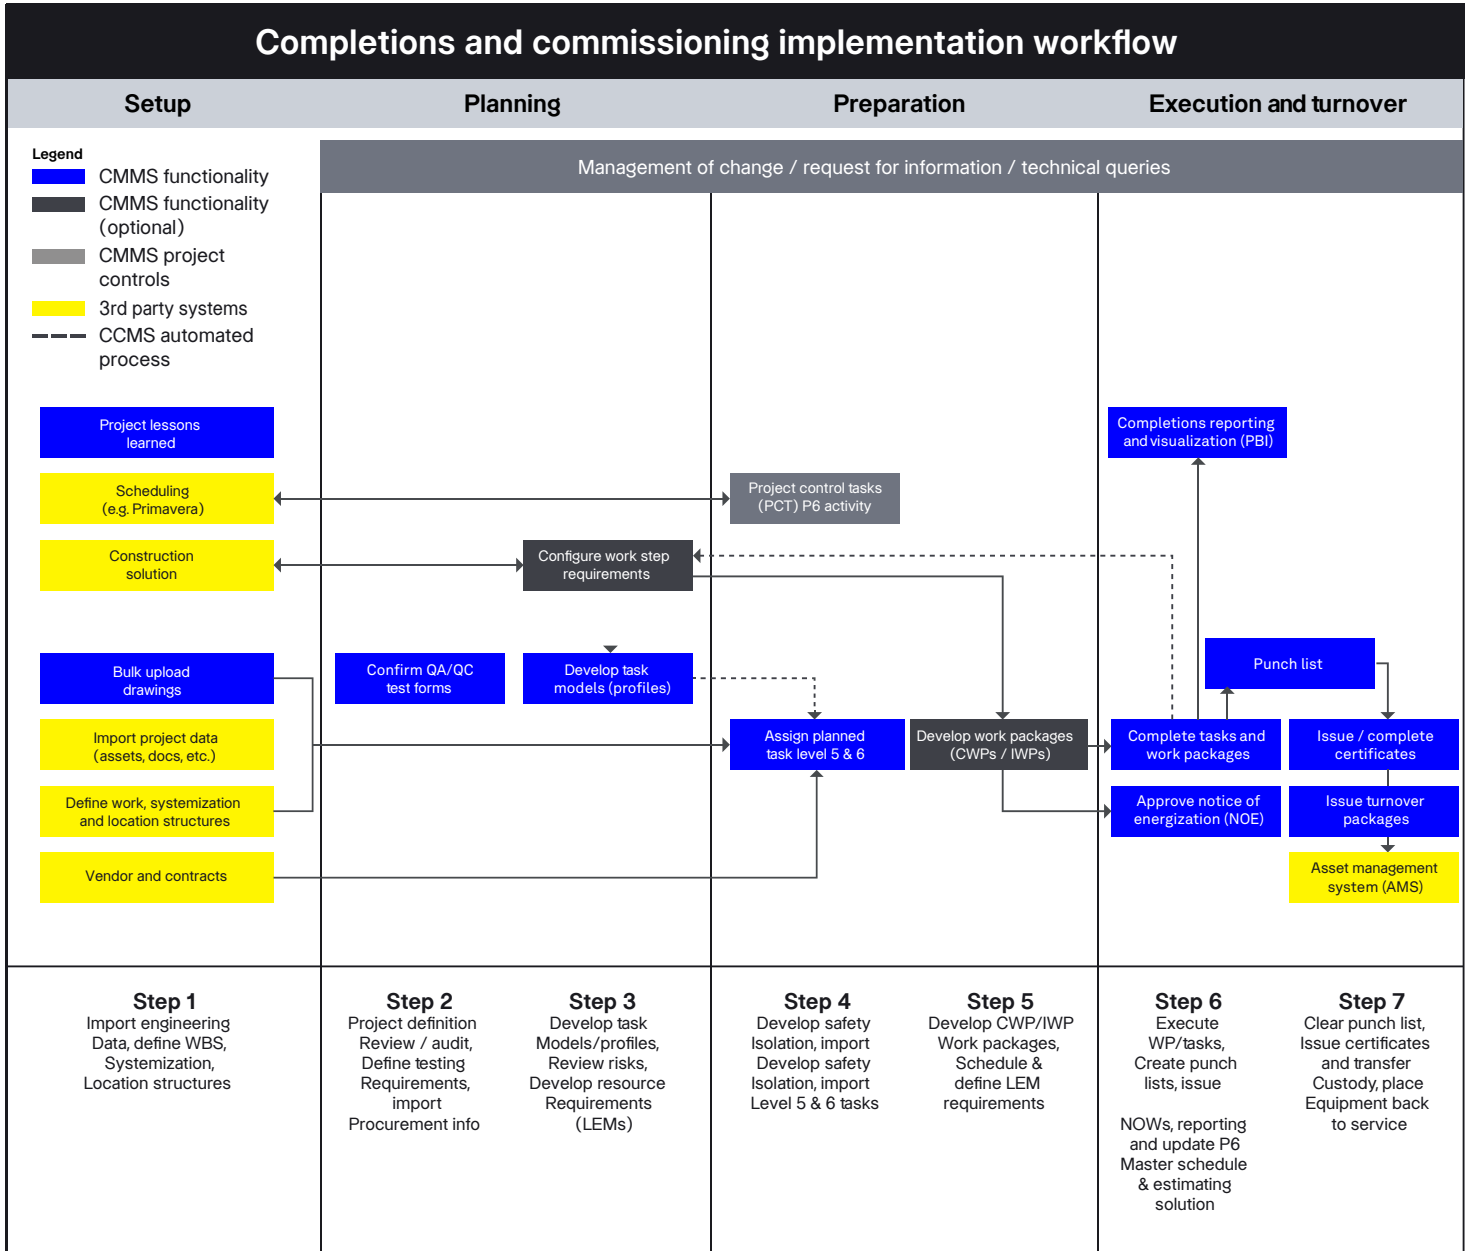 Completions and commissioning implementation workflow
Setup
Planning
Preparation
Execution and turnover
Legend
CMMS functionality
CMMS functionality
(optional)
CMMS project
controls
3rd party systems
CCMS automated
process
Management of change / request for information / technical queries
Project lessons
learned
Scheduling
(e.g. Primavera)
Construction
solution
Bulk upload
drawings
Import project data
(assets, docs, etc.)
Define work, systemization
and location structures
Vendor and contracts
Configure work step
requirements
Confirm QA/QC
test forms
Develop task
models (profiles)
Project control tasks
(PCT) P6 activity
Assign planned
task level 5 & 6
Develop work packages
(CWPs / IWPs)
Completions reporting
and visualization (PBI)
Punch list
Complete tasks and
work packages
Issue / complete
certificates
Approve notice of
energization (NOE)
Issue turnover
packages
Asset management
system (AMS)
Step 1
Import engineering
Data, define WBS,
Systemization,
Location structures
Step 2
Project definition
Review / audit,
Define testing
Requirements,
import
Procurement info
Step 3
Develop task
Models/profiles,
Review risks,
Develop resource
Requirements
(LEMs)
Step 4
Develop safety
Isolation, import
Develop safety
Isolation, import
Level 5 & 6 tasks
Step 5
Develop CWP/IWP
Work packages,
Schedule &
define LEM
requirements
Step 6
Execute
WP/tasks,
Create punch
lists, issue
NOWs, reporting
and update P6
Master schedule
& estimating
solution
Step 7
Clear punch list,
Issue certificates
and transfer
Custody, place
Equipment back
to service